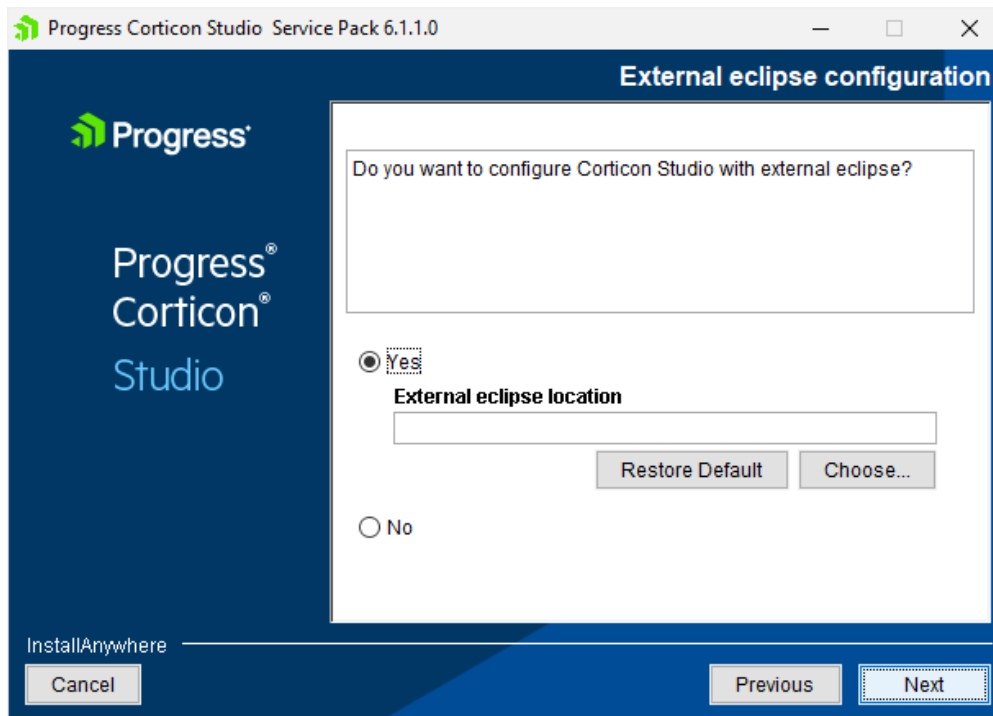 Progress Corticon Studio  Service Pack 6.1.1.0
External eclipse configuration
Progress
Do you want to configure Corticon Studio with external eclipse?
Progress®
Corticon®
Studio
Yes
External eclipse location
Restore Default
Choose...
No
InstallAnywhere
Cancel
Previous
Next